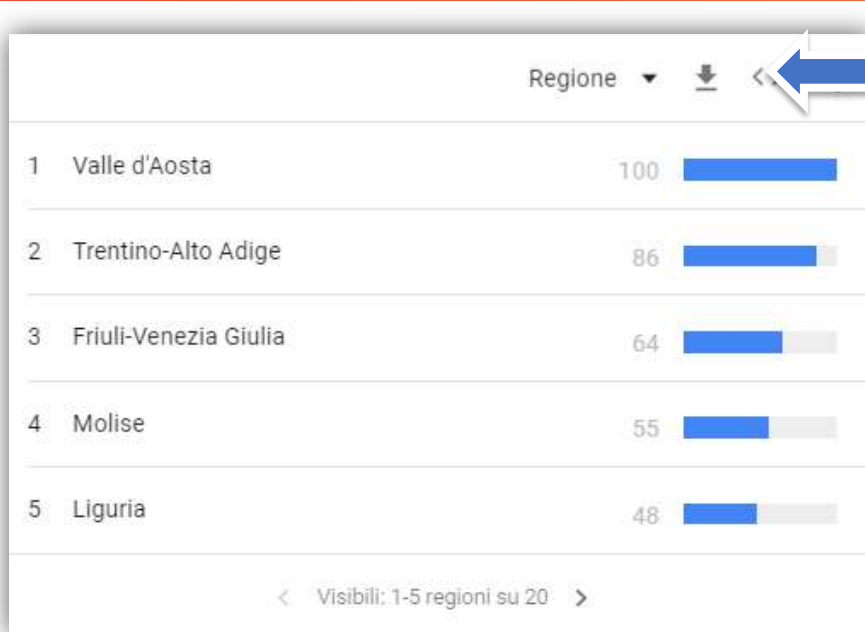 Regione
1 Valle d'Aosta 100
2 Trentino-Alto Adige 86
3 Friuli-Venezia Giulia 64
4 Molise 55
5 Liguria 48
Visibili: 1-5 regioni su 20